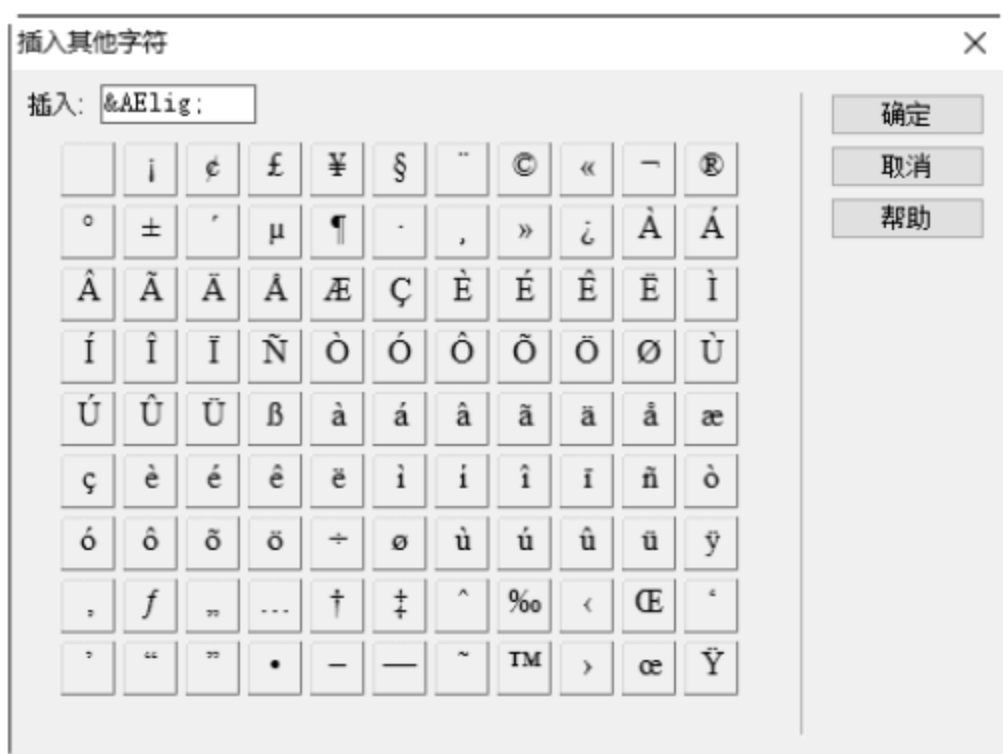 插入其他字符
插入: &AElig;
确定
取消
帮助
¡ ¢ £ ¥ § ¨ © « ¬ ®
° ± ´ µ ¶ · ¸ » ¿ À Á
Â Ã Ä Å Æ Ç È É Ê Ë Ì
Í Î Ï Ñ Ò Ó Ô Õ Ö Ø Ù
Ú Û Ü ß à á â ã ä å æ
ç è é ê ë ì í î ï ñ ò
ó ô õ ö ÷ ø ù ú û ü ÿ
‚ ƒ „ … † ‡ ˆ ‰ ‹ Œ ‘
’ “ ” • – — ˜ ™ › œ Ÿ